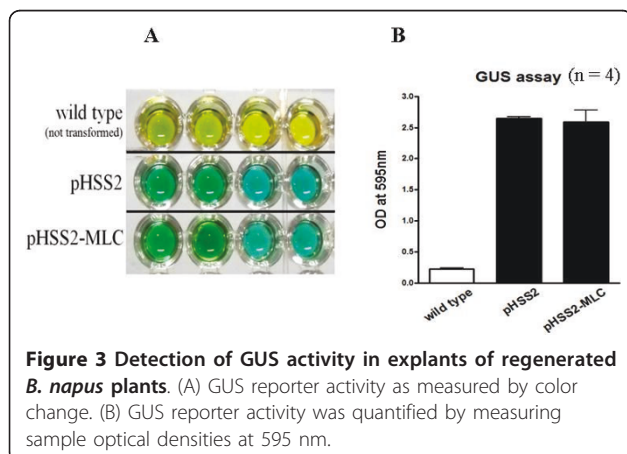 A
B
wild type
(not transformed)
pHSS2
pHSS2-MLC
GUS assay (n = 4)
OD at 595nm
3.0
2.5
2.0
1.5
1.0
0.5
0.0
wild type
pHSS2
pHSS2-MLC
Figure 3 Detection of GUS activity in explants of regenerated
B. napus plants. (A) GUS reporter activity as measured by color
change. (B) GUS reporter activity was quantified by measuring
sample optical densities at 595 nm.